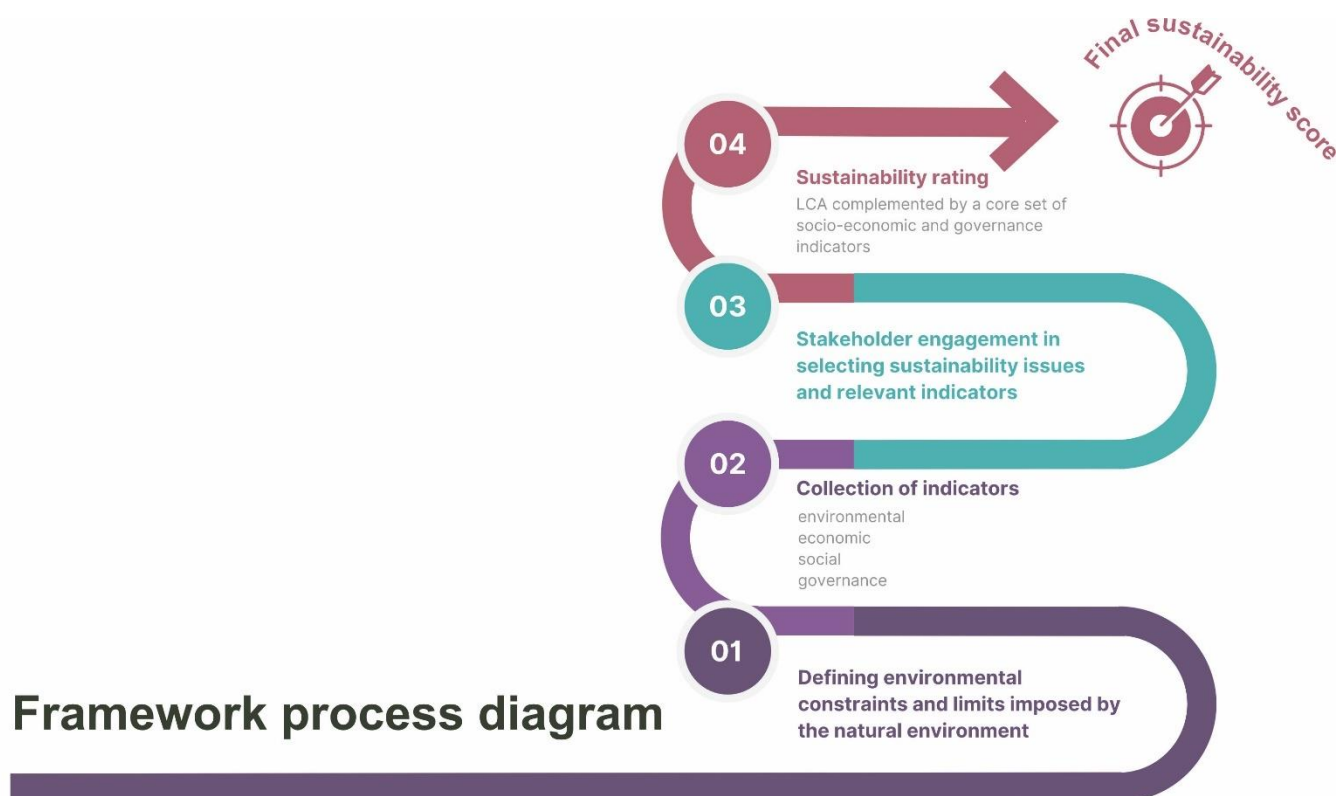 Final sustainability score
04
Sustainability rating
LCA complemented by a core set of
socio-economic and governance
indicators
03
Stakeholder engagement in
selecting sustainability issues
and relevant indicators
02
Collection of indicators
environmental
economic
social
governance
01
Defining environmental
constraints and limits imposed by
the natural environment
Framework process diagram